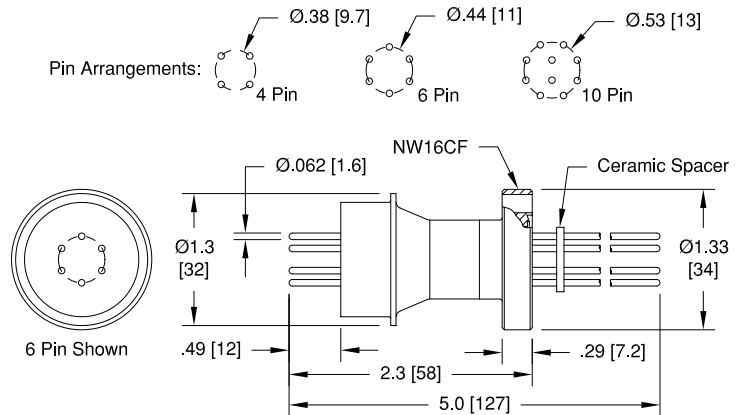 Ø.38 [9.7]
Ø.44 [11]
Ø.53 [13]
Pin Arrangements:
4 Pin
6 Pin
10 Pin
NW16CF
Ø.062 [1.6]
Ceramic Spacer
Ø1.3
[32]
Ø1.33
[34]
6 Pin Shown
.49 [12]
.29 [7.2]
2.3 [58]
5.0 [127]